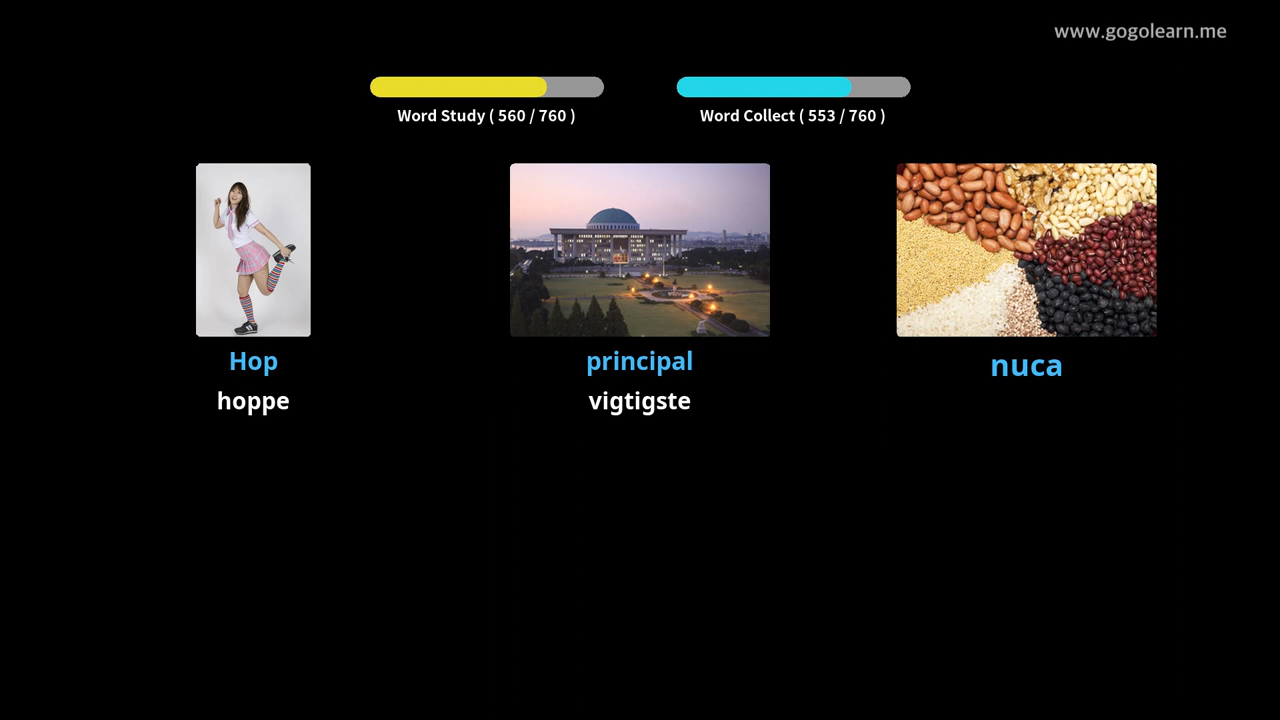 www.gogolearn.me
Word Study ( 560 / 760 )
Word Collect ( 553 / 760 )
Hop
hoppe
principal
vigtigste
nuca